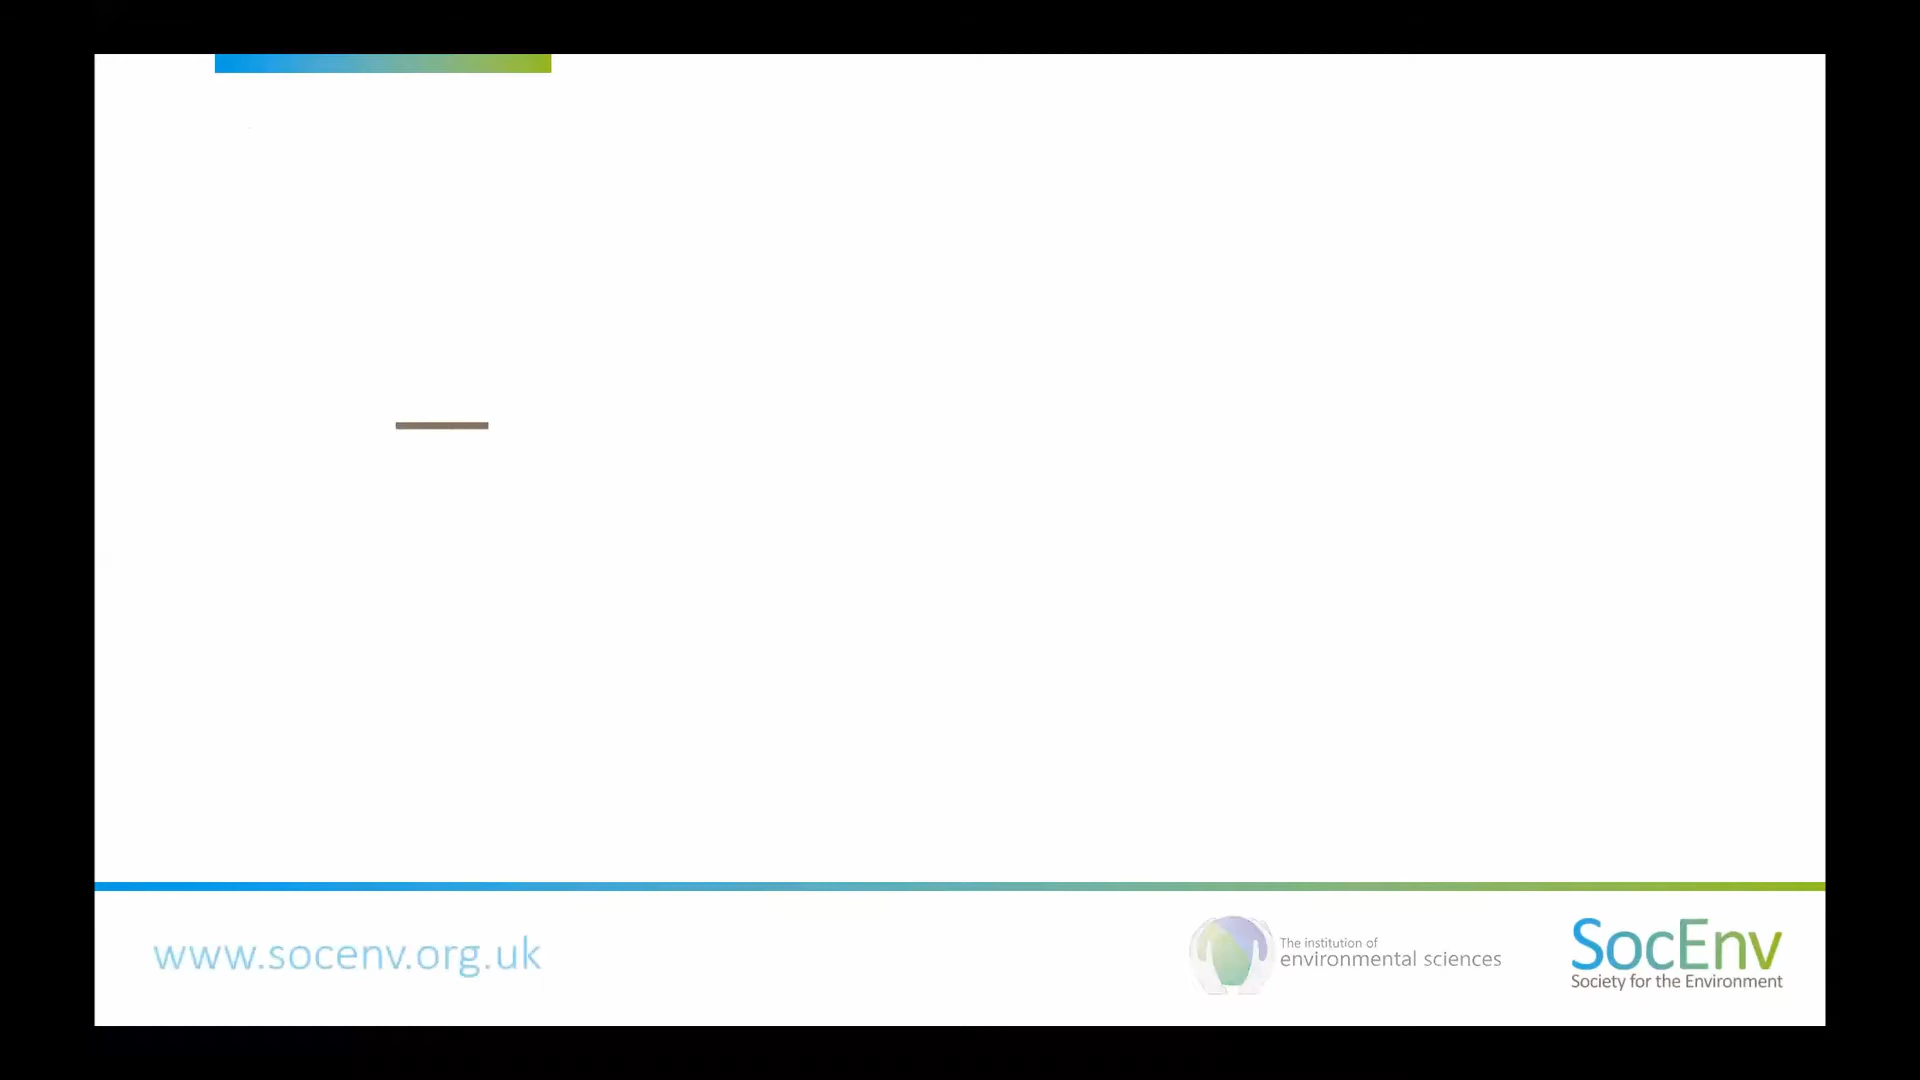 www.socenv.org.uk
The institution of
environmental sciences
SocEnv
Society for the Environment